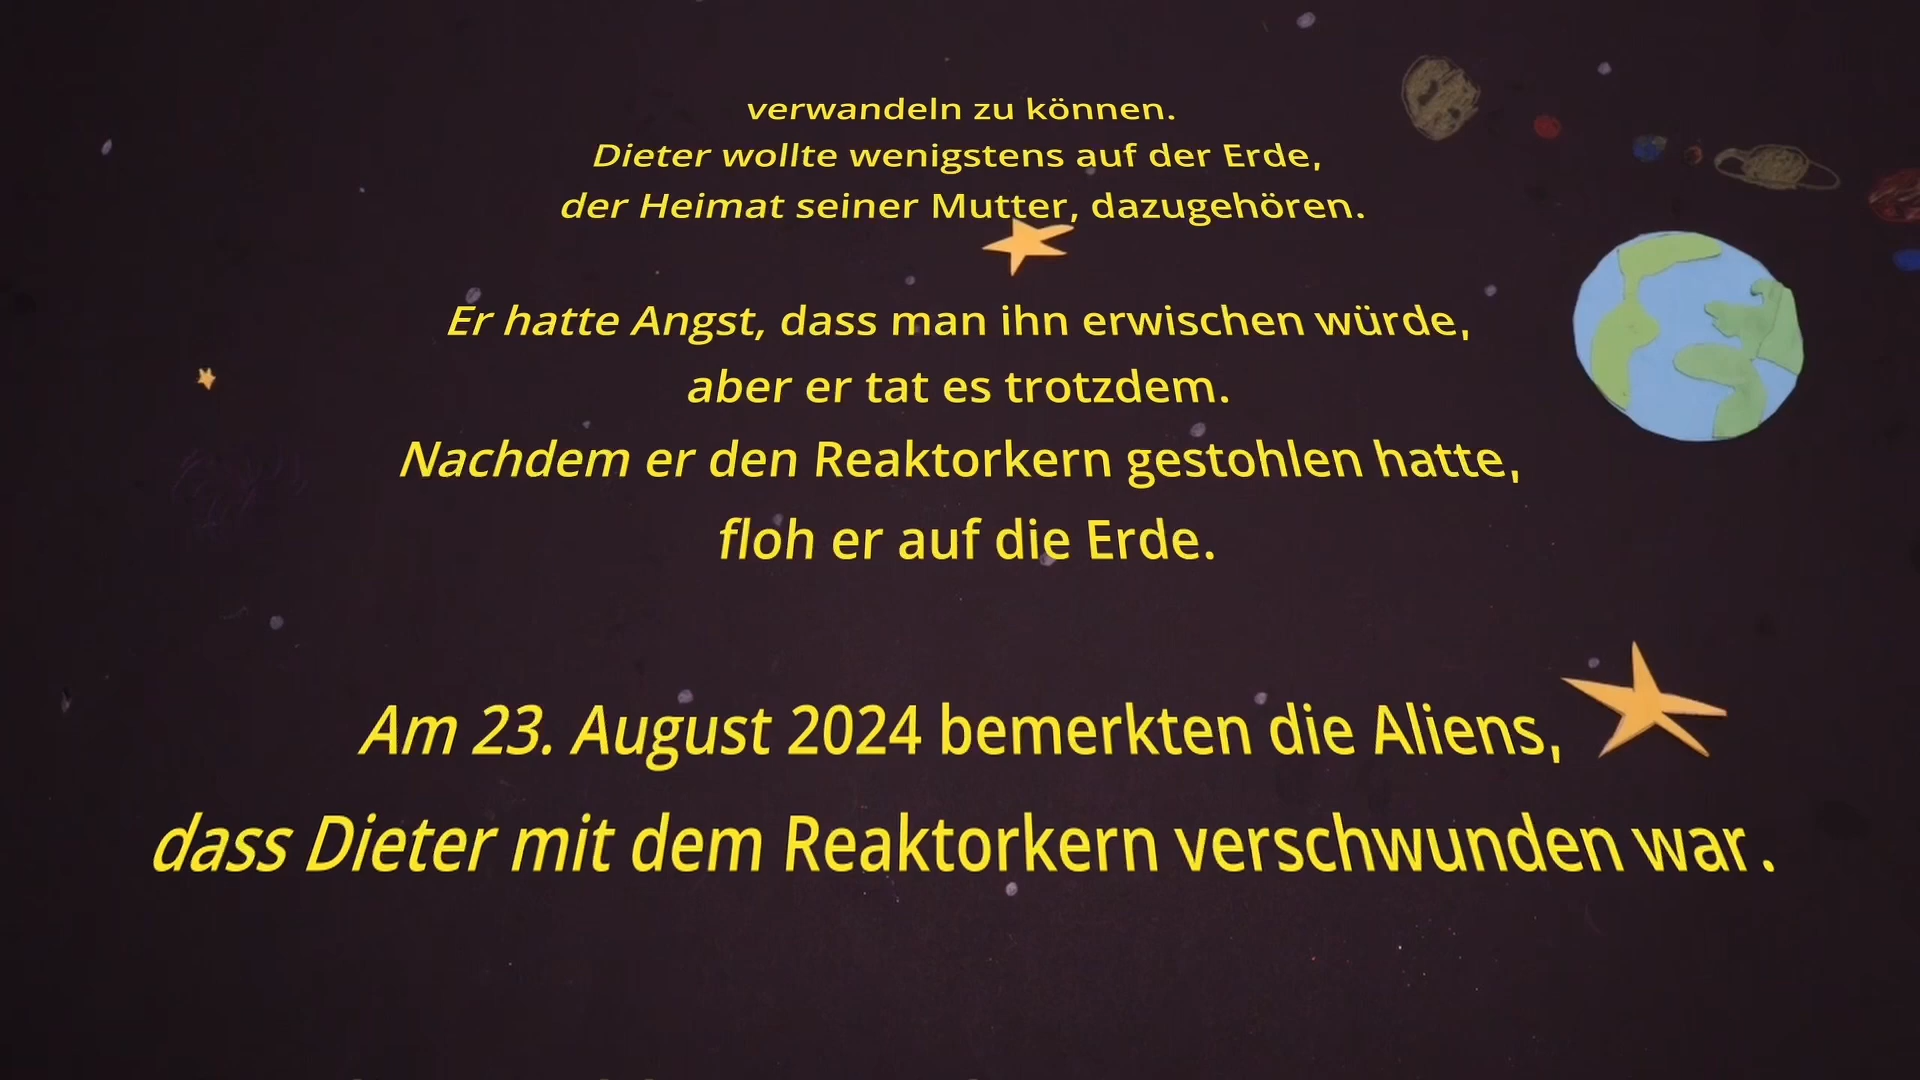 verwandeln zu können.
Dieter wollte wenigstens auf der Erde,
der Heimat seiner Mutter, dazugehören.
Er hatte Angst, dass man ihn erwischen würde,
aber er tat es trotzdem.
Nachdem er den Reaktorkern gestohlen hatte,
floh er auf die Erde.
Am 23. August 2024 bemerkten die Aliens,
dass Dieter mit dem Reaktorkern verschwunden war.